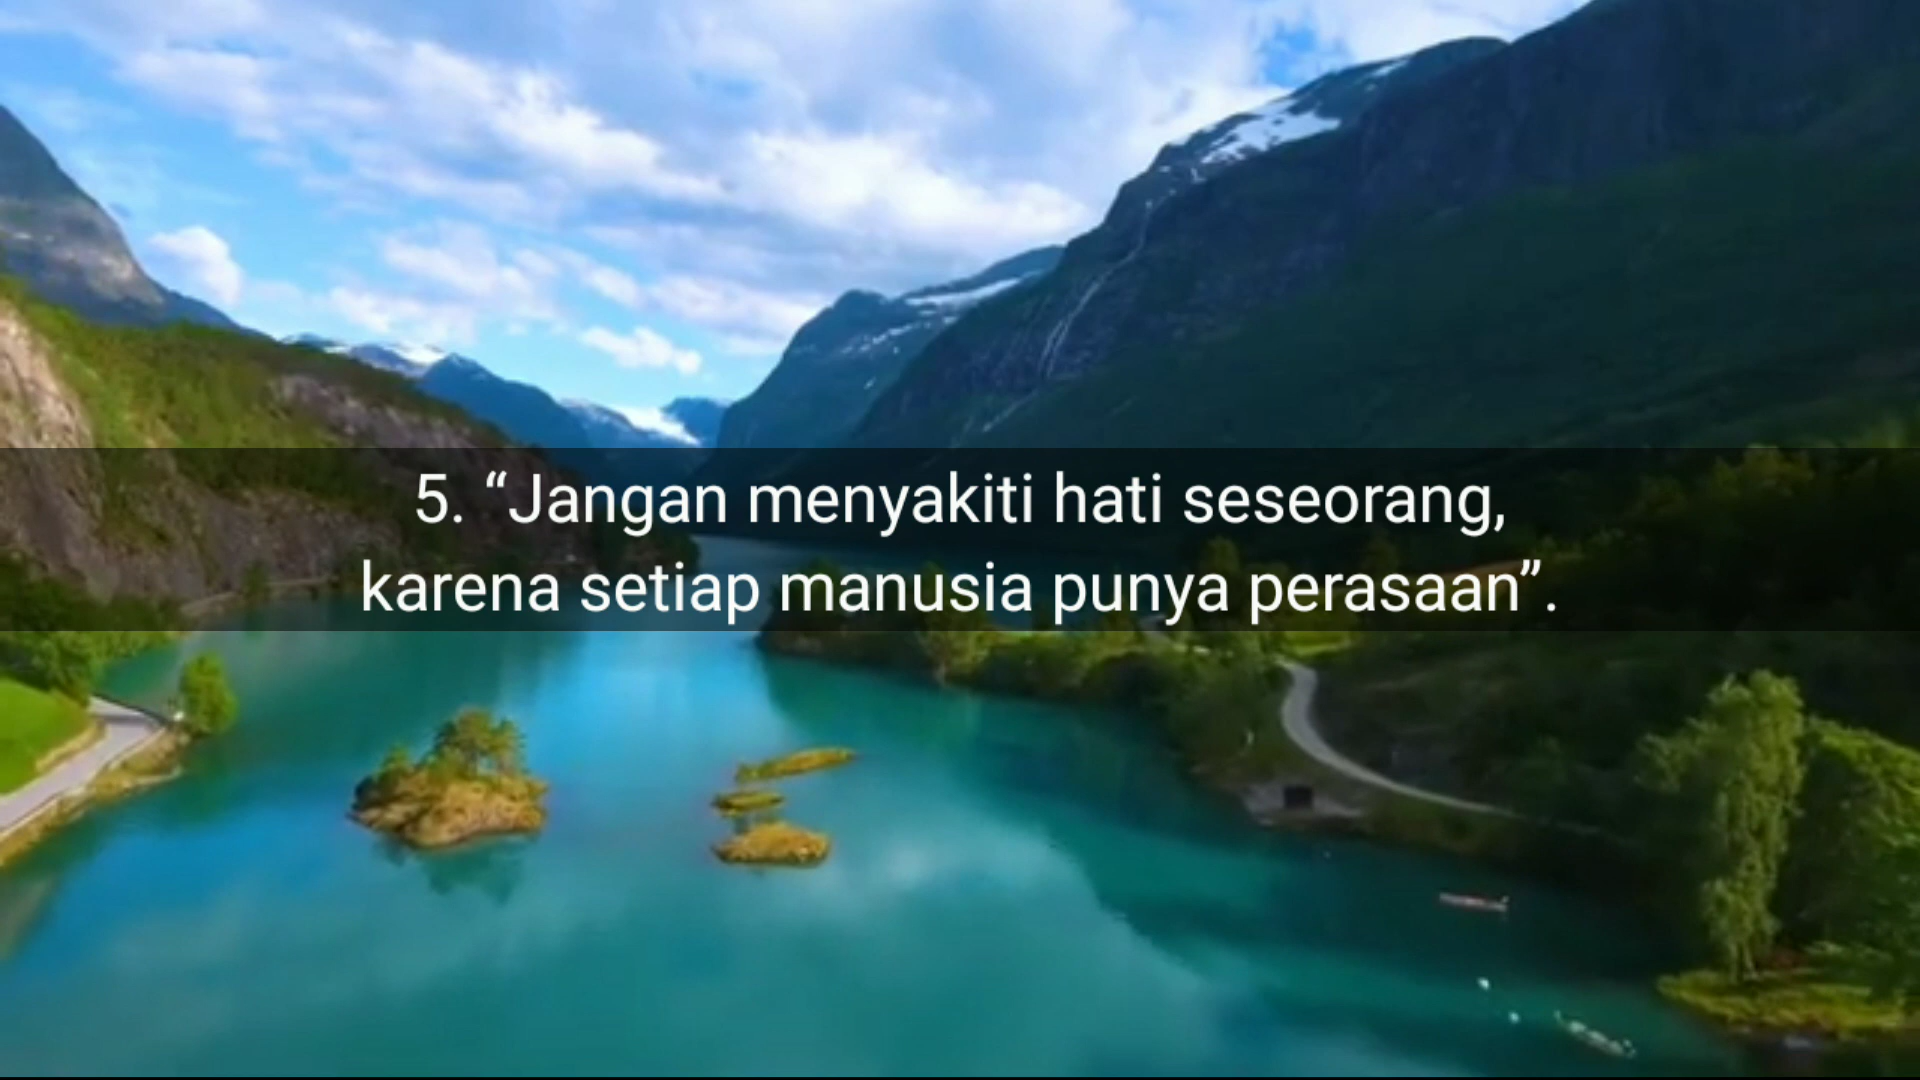 5. “Jangan menyakiti hati seseorang,
karena setiap manusia punya perasaan”.